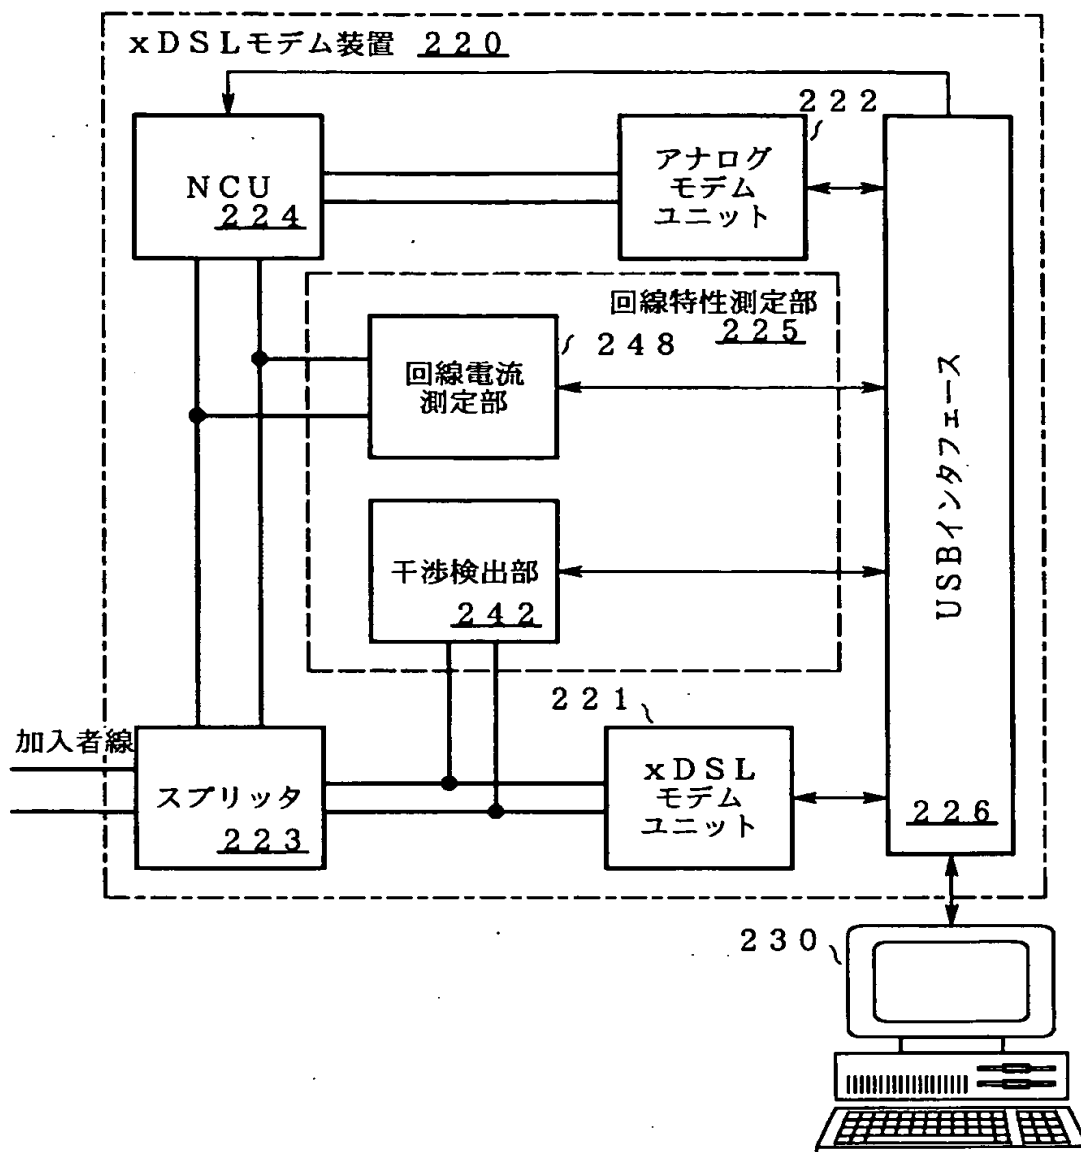 xDSLモデム装置 220
222
NCU
224
アナログ
モデム
ユニット
回線特性測定部
225
248
回線電流
測定部
干渉検出部
242
USBインタフェース
226
221
加入者線
スプリッタ
223
xDSL
モデム
ユニット
230